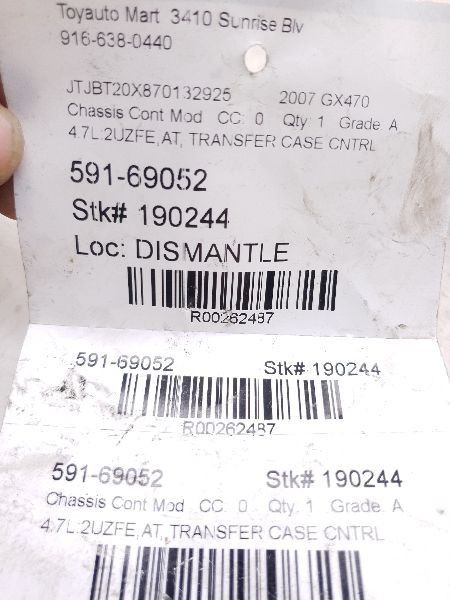 Toyauto Mart 3410 Sunrise Blv
916-638-0440
JTJBT20X870132925 2007 GX470
Chassis Cont Mod CC: 0 Qty: 1 Grade A
4.7L:2UZFE,AT, TRANSFER CASE CNTRL
591-69052
Stk# 190244
Loc: DISMANTLE
R00262487
591-69052 Stk# 190244
R00262487
591-69052 Stk# 190244
Chassis Cont Mod CC: 0 Qty: 1 Grade A
4.7L:2UZFE,AT, TRANSFER CASE CNTRL